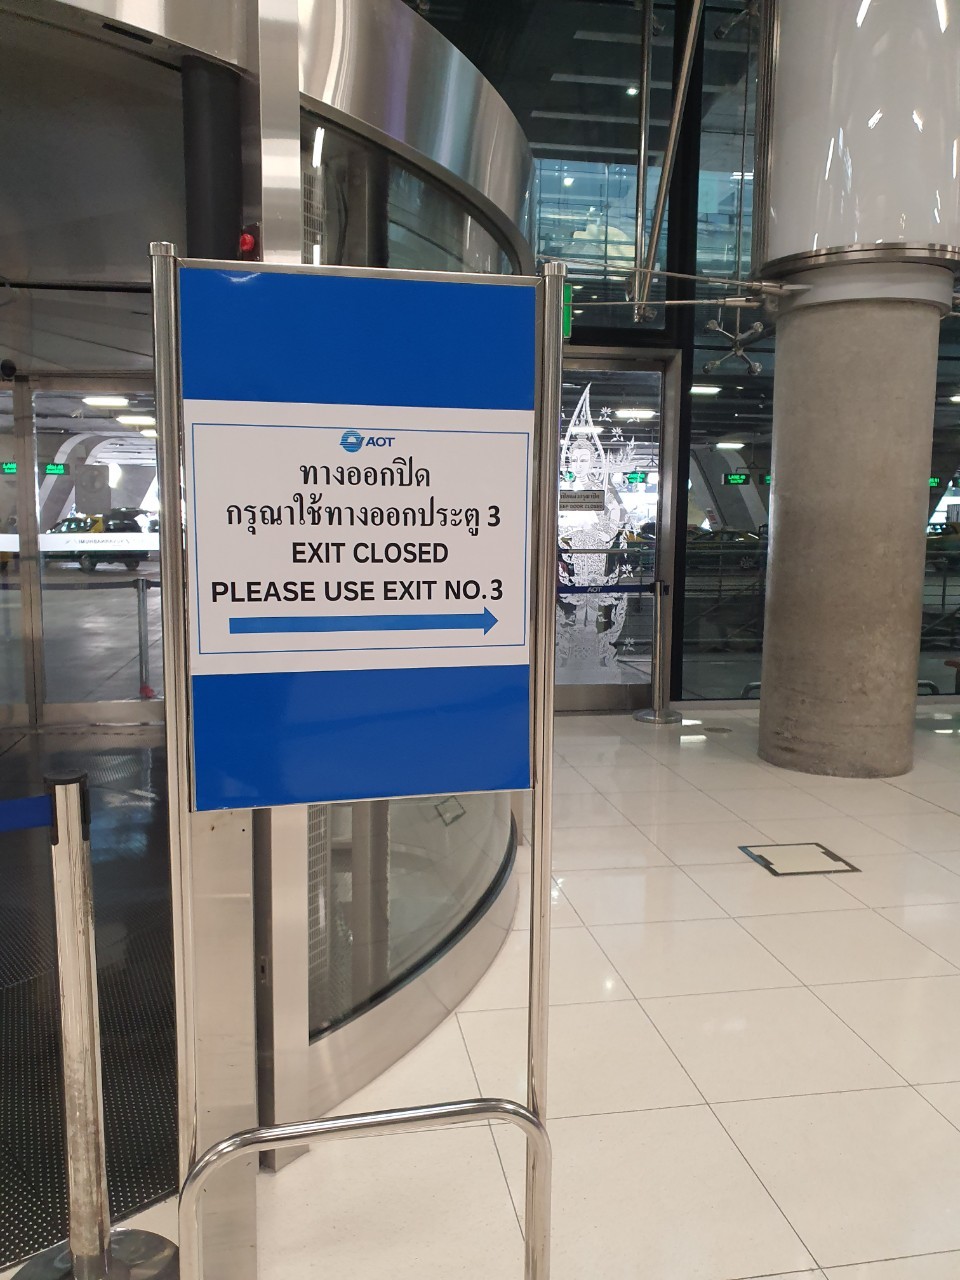 AOT
ทางออกปิด
กรุณาใช้ทางออกประตู 3
EXIT CLOSED
PLEASE USE EXIT NO.3
AOT